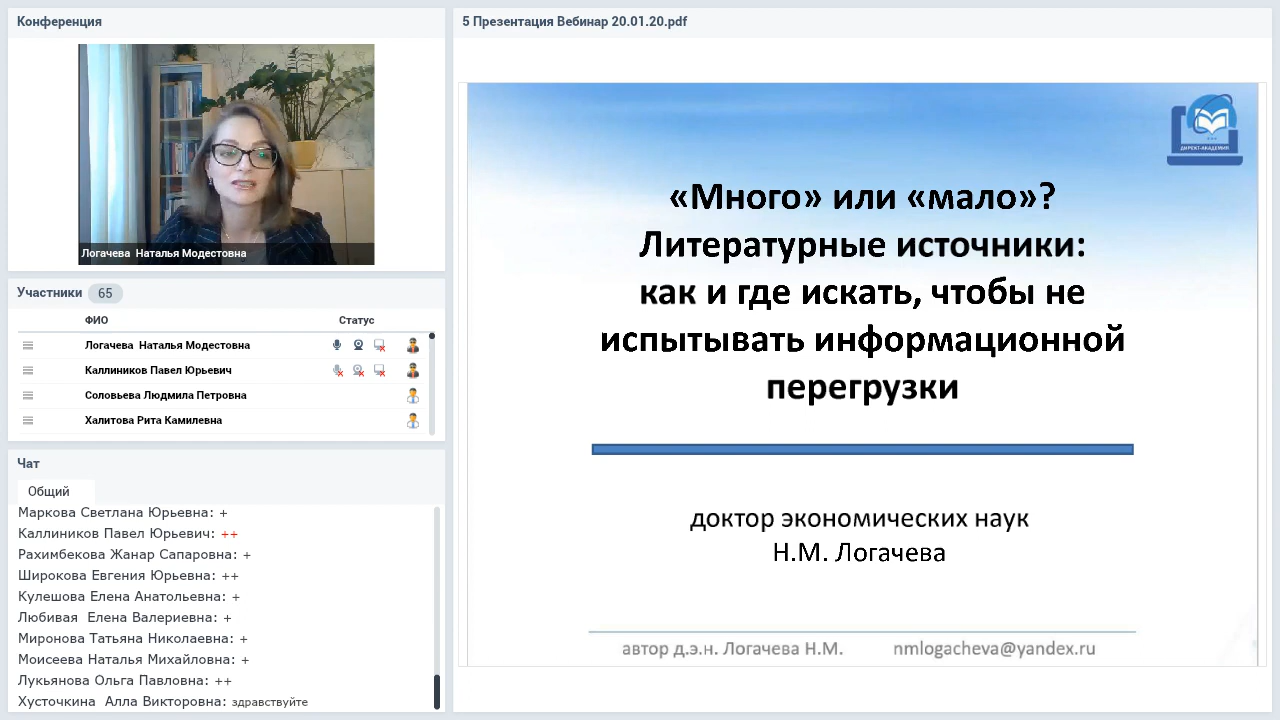 Конференция
Логачева  Наталья Модестовна
Участники 65
ФИО Статус
Логачева  Наталья Модестовна
Каллиников Павел Юрьевич
Соловьева Людмила Петровна
Халитова Рита Камилевна
Чат
Общий
Маркова Светлана Юрьевна: +
Каллиников Павел Юрьевич: ++
Рахимбекова Жанар Сапаровна: +
Широкова Евгения Юрьевна: ++
Кулешова Елена Анатольевна: +
Любивая  Елена Валериевна: +
Миронова Татьяна Николаевна: +
Моисеева Наталья Михайловна: +
Лукьянова Ольга Павловна: ++
Хусточкина  Алла Викторовна: здравствуйте
5 Презентация Вебинар 20.01.20.pdf
ДИРЕКТ-АКАДЕМИЯ
«Много» или «мало»?
Литературные источники:
как и где искать, чтобы не
испытывать информационной
перегрузки
доктор экономических наук
Н.М. Логачева
автор д.э.н. Логачева Н.М. nmlogacheva@yandex.ru